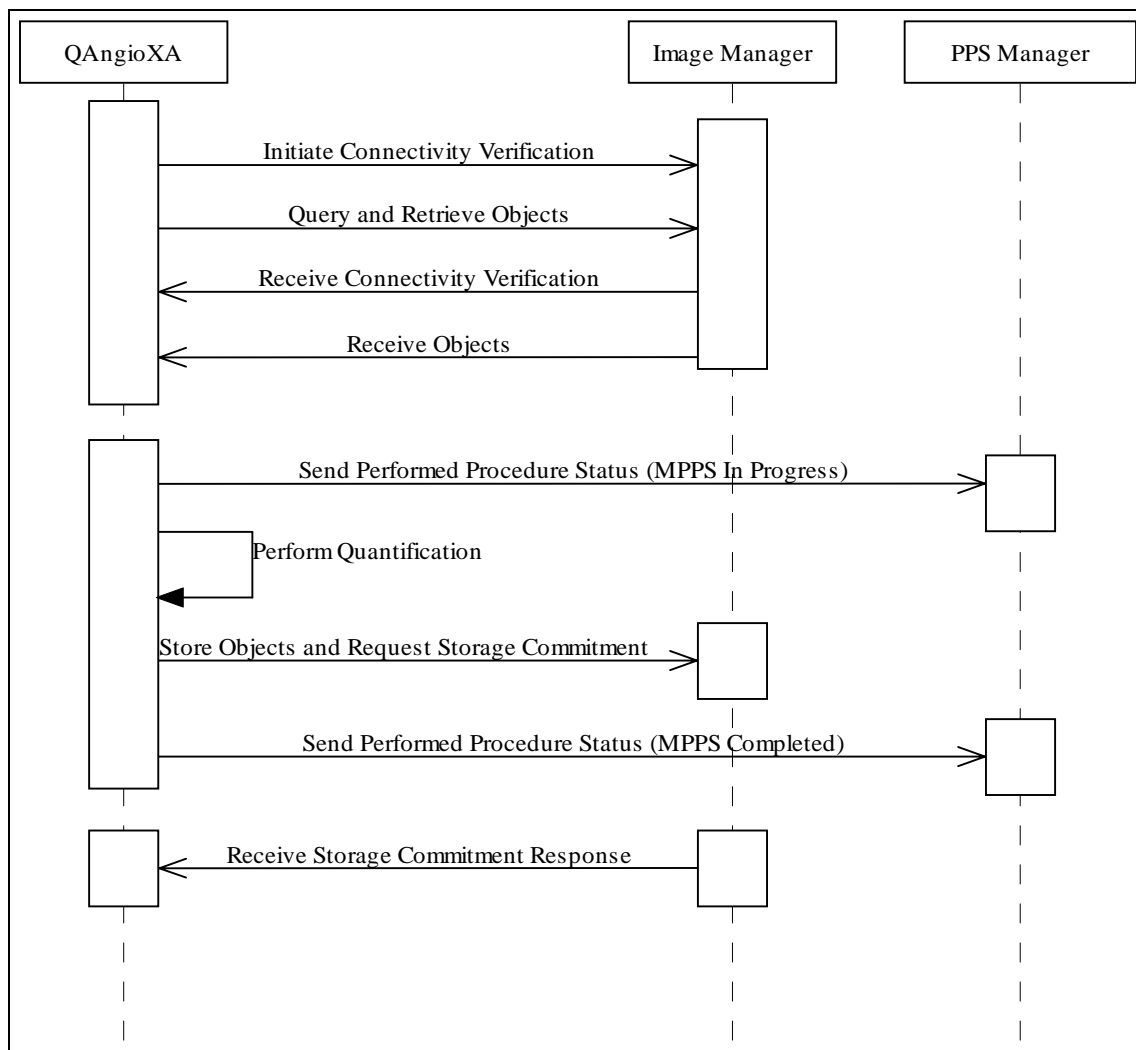 QAngioXA
Image Manager
PPS Manager
Initiate Connectivity Verification
Query and Retrieve Objects
Receive Connectivity Verification
Receive Objects
Send Performed Procedure Status (MPPS In Progress)
Perform Quantification
Store Objects and Request Storage Commitment
Send Performed Procedure Status (MPPS Completed)
Receive Storage Commitment Response